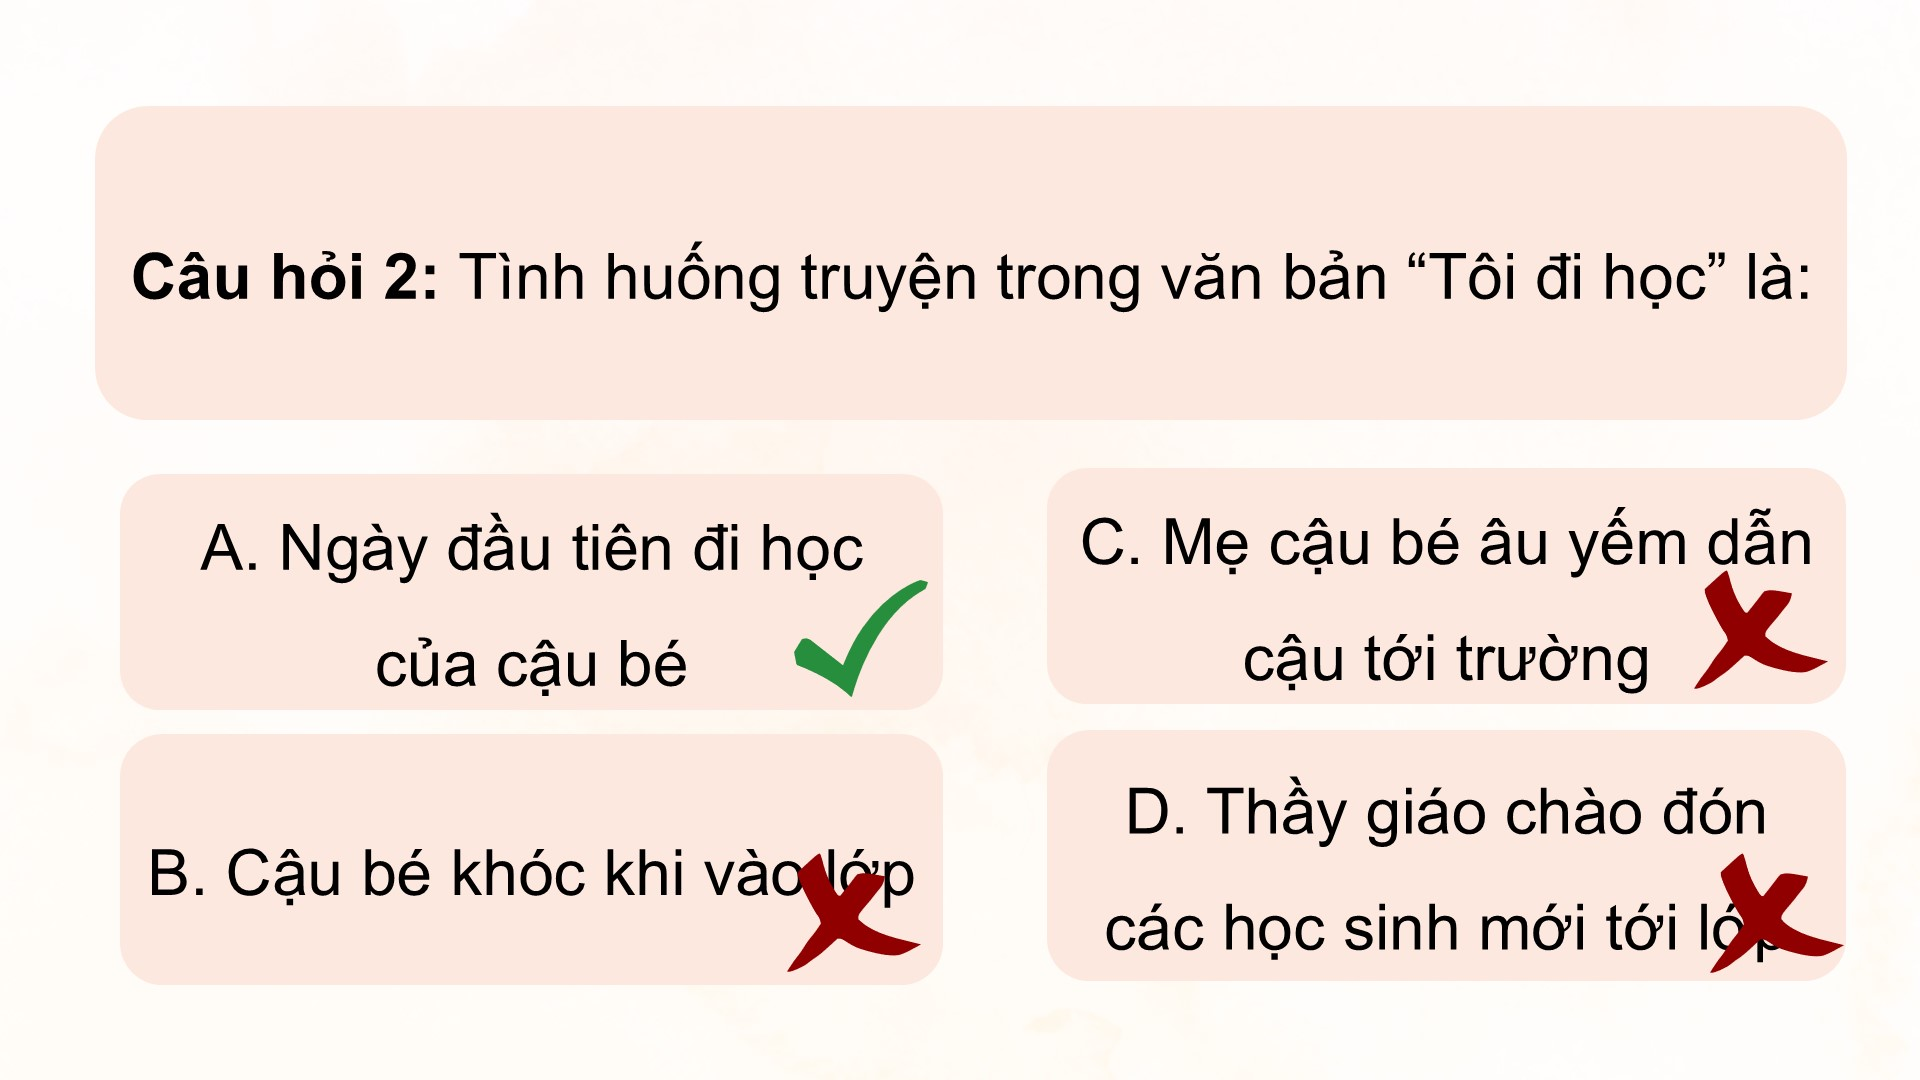 Câu hỏi 2: Tình huống truyện trong văn bản “Tôi đi học” là:
A. Ngày đầu tiên đi học
của cậu bé
C. Mẹ cậu bé âu yếm dẫn
cậu tới trường
B. Cậu bé khóc khi vào lớp
D. Thầy giáo chào đón
các học sinh mới tới lớp